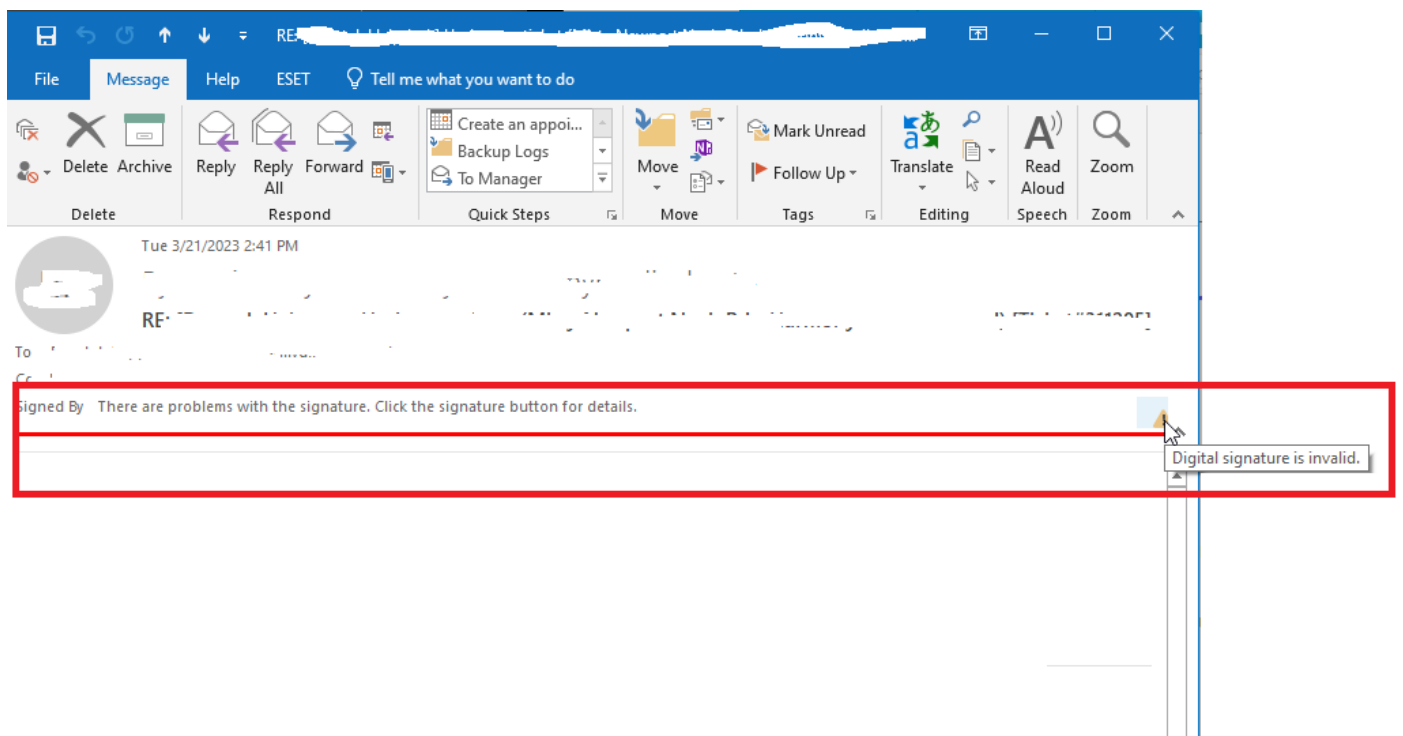 RE:
File Message Help ESET Tell me what you want to do
Delete Archive Reply Reply All Forward Create an appoi... Backup Logs To Manager Move Mark Unread Follow Up Translate Read Aloud Zoom
Delete Respond Quick Steps Move Tags Editing Speech Zoom
Tue 3/21/2023 2:41 PM
RE:
To
Signed By There are problems with the signature. Click the signature button for details.
Digital signature is invalid.